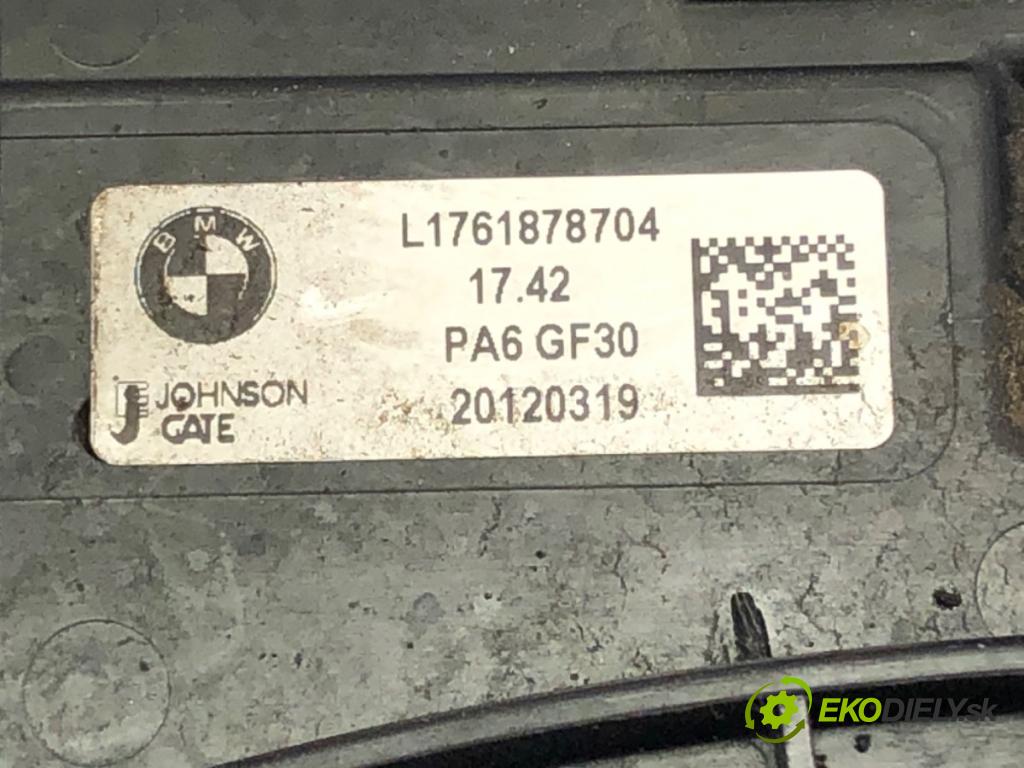 BMW
L1761878704
17.42
PA6 GF30
20120319
JOHNSON
GATE
EKODIELY.sk